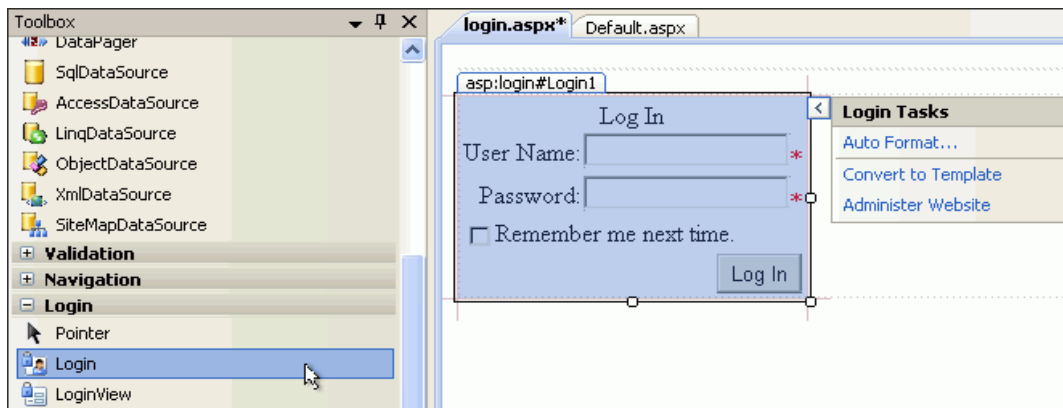 Toolbox
DataPager
SqlDataSource
AccessDataSource
LinqDataSource
ObjectDataSource
XmlDataSource
SiteMapDataSource
Validation
Navigation
Login
Pointer
Login
LoginView
login.aspx*
Default.aspx
asp:login#Login1
Log In
User Name:
*
Password:
*
Remember me next time.
Log In
Login Tasks
Auto Format...
Convert to Template
Administer Website